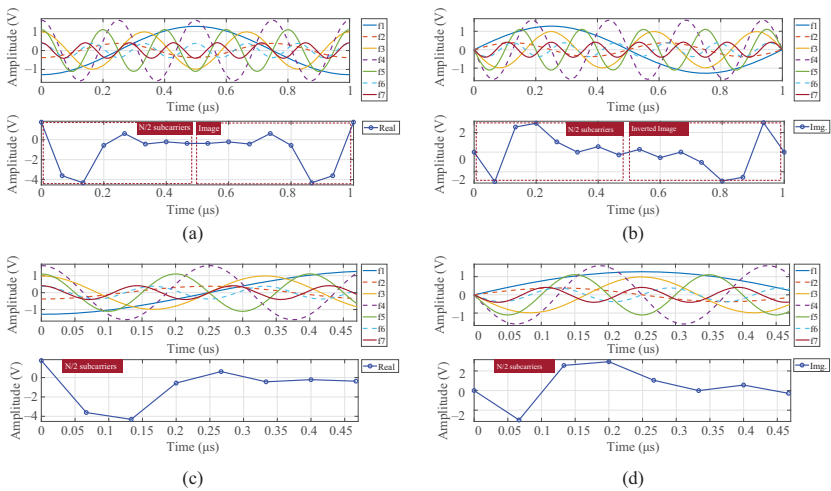 Amplitude (V)
1
0
−1
0 0.2 0.4 0.6 0.8 1
Time (μs)
f1
f2
f3
f4
f5
f6
f7
Amplitude (V)
0
−2
−4
N/2 subcarriers Image
Real
0 0.2 0.4 0.6 0.8 1
Time (μs)
(a)
Amplitude (V)
1
0
−1
0 0.2 0.4 0.6 0.8 1
Time (μs)
f1
f2
f3
f4
f5
f6
f7
Amplitude (V)
2
0
−2
N/2 subcarriers Inverted Image
Img.
0 0.2 0.4 0.6 0.8 1
Time (μs)
(b)
Amplitude (V)
1
0
−1
0 0.05 0.1 0.15 0.2 0.25 0.3 0.35 0.4 0.45
Time (μs)
f1
f2
f3
f4
f5
f6
f7
Amplitude (V)
0
−2
−4
N/2 subcarriers
Real
0 0.05 0.1 0.15 0.2 0.25 0.3 0.35 0.4 0.45
Time (μs)
(c)
Amplitude (V)
1
0
−1
0 0.05 0.1 0.15 0.2 0.25 0.3 0.35 0.4 0.45
Time (μs)
f1
f2
f3
f4
f5
f6
f7
Amplitude (V)
2
0
−2
N/2 subcarriers
Img.
0 0.05 0.1 0.15 0.2 0.25 0.3 0.35 0.4 0.45
Time (μs)
(d)